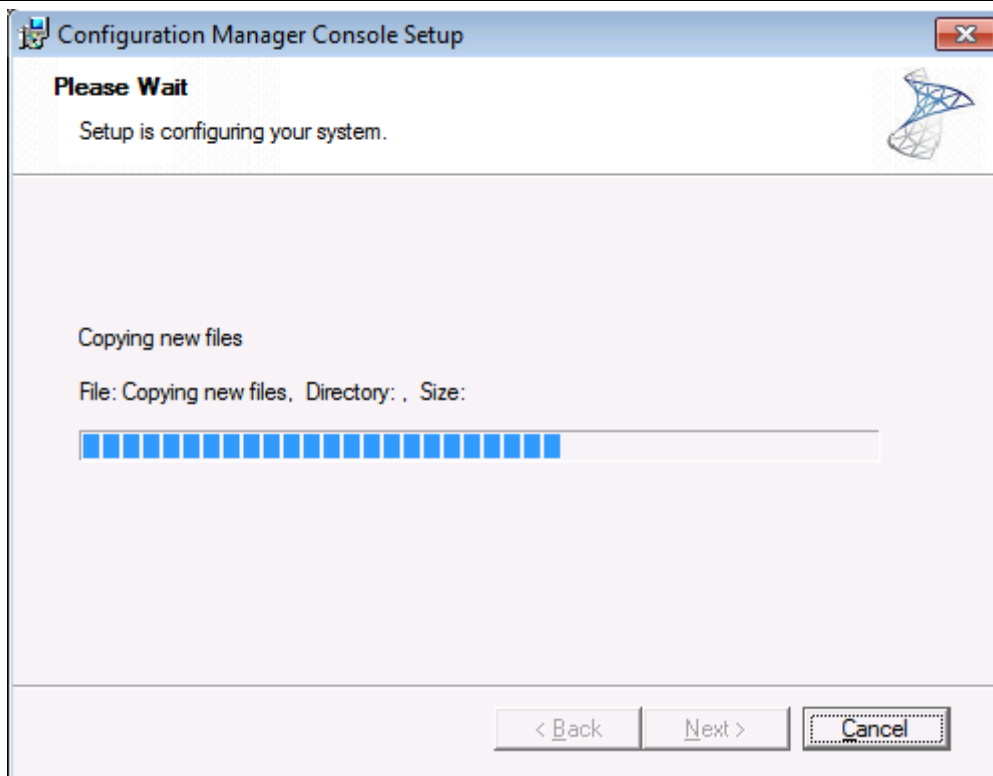 Configuration Manager Console Setup
Please Wait
Setup is configuring your system.
Copying new files
File: Copying new files, Directory: , Size:
< Back
Next >
Cancel